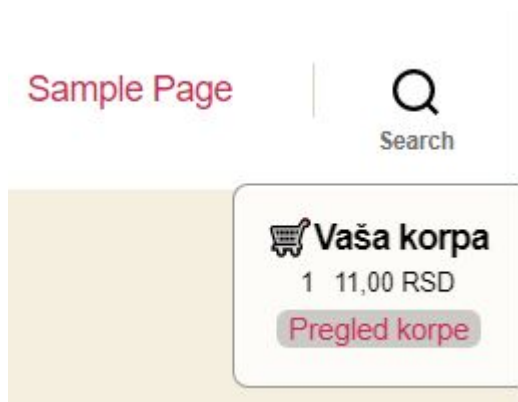 Sample Page
Search
Vaša korpa
1 11,00 RSD
Pregled korpe